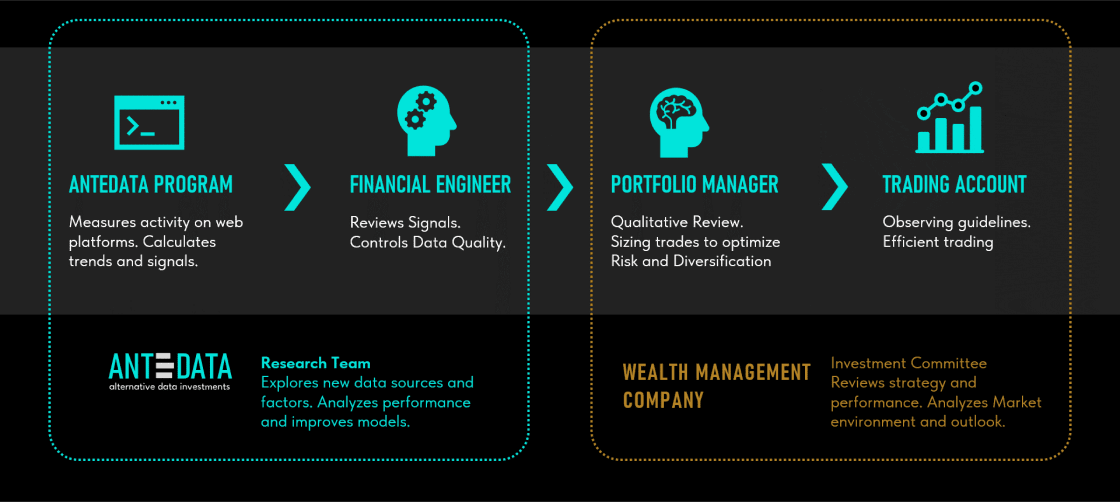 ANTEDATA PROGRAM
Measures activity on web
platforms. Calculates
trends and signals.
FINANCIAL ENGINEER
Reviews Signals.
Controls Data Quality.
PORTFOLIO MANAGER
Qualitative Review.
Sizing trades to optimize
Risk and Diversification
TRADING ACCOUNT
Observing guidelines.
Efficient trading
ANTEDATA
alternative data investments
Research Team
Explores new data sources and
factors. Analyzes performance
and improves models.
WEALTH MANAGEMENT
COMPANY
Investment Committee
Reviews strategy and
performance. Analyzes Market
environment and outlook.